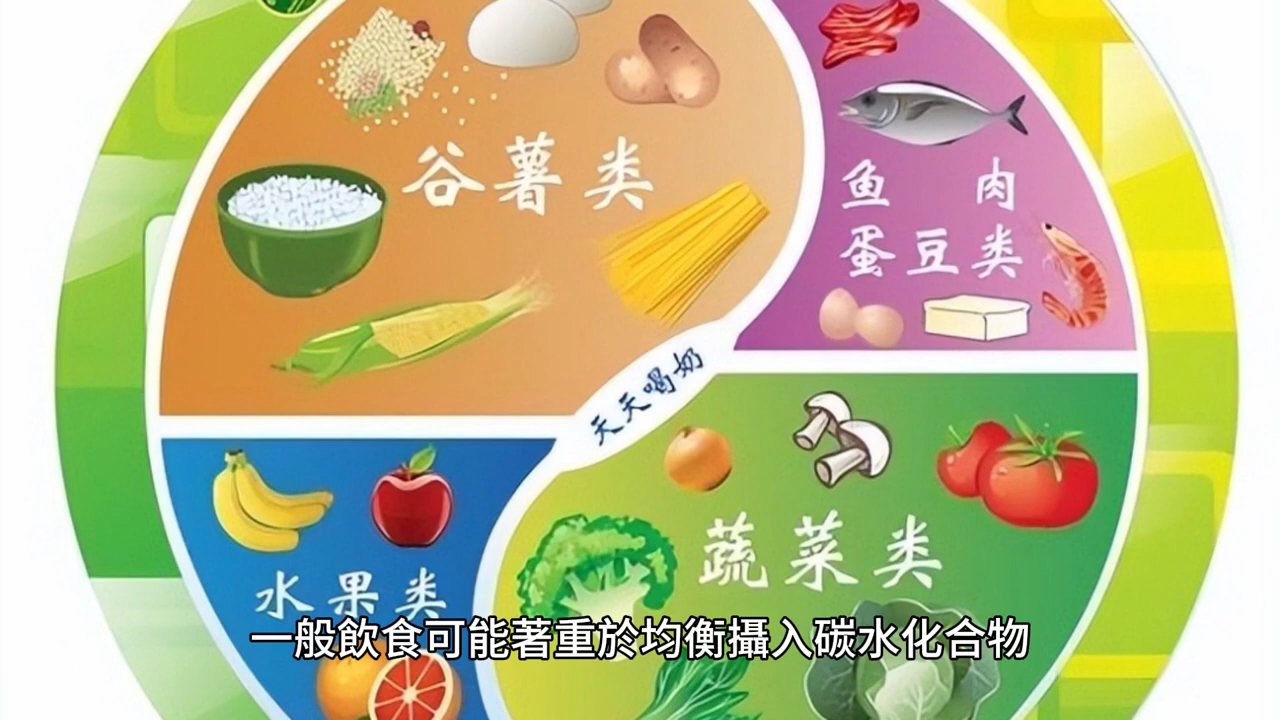 谷薯类
鱼 肉
蛋豆类
天天喝奶
水果类
蔬菜类
一般飲食可能著重於均衡攝入碳水化合物